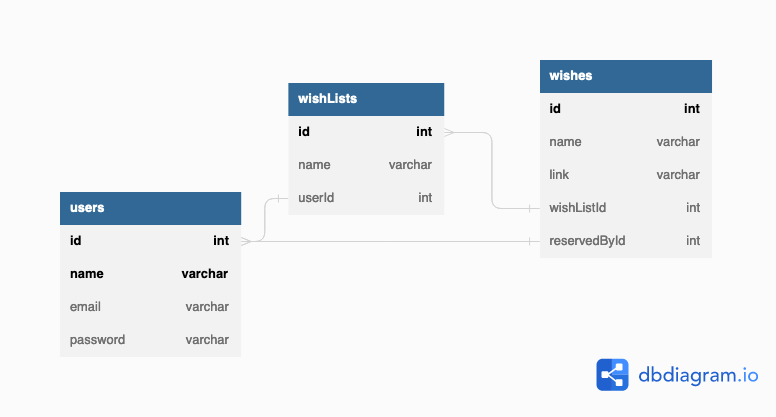 wishLists
id int
name varchar
userId int
wishes
id int
name varchar
link varchar
wishListId int
reservedById int
users
id int
name varchar
email varchar
password varchar
dbdiagram.io